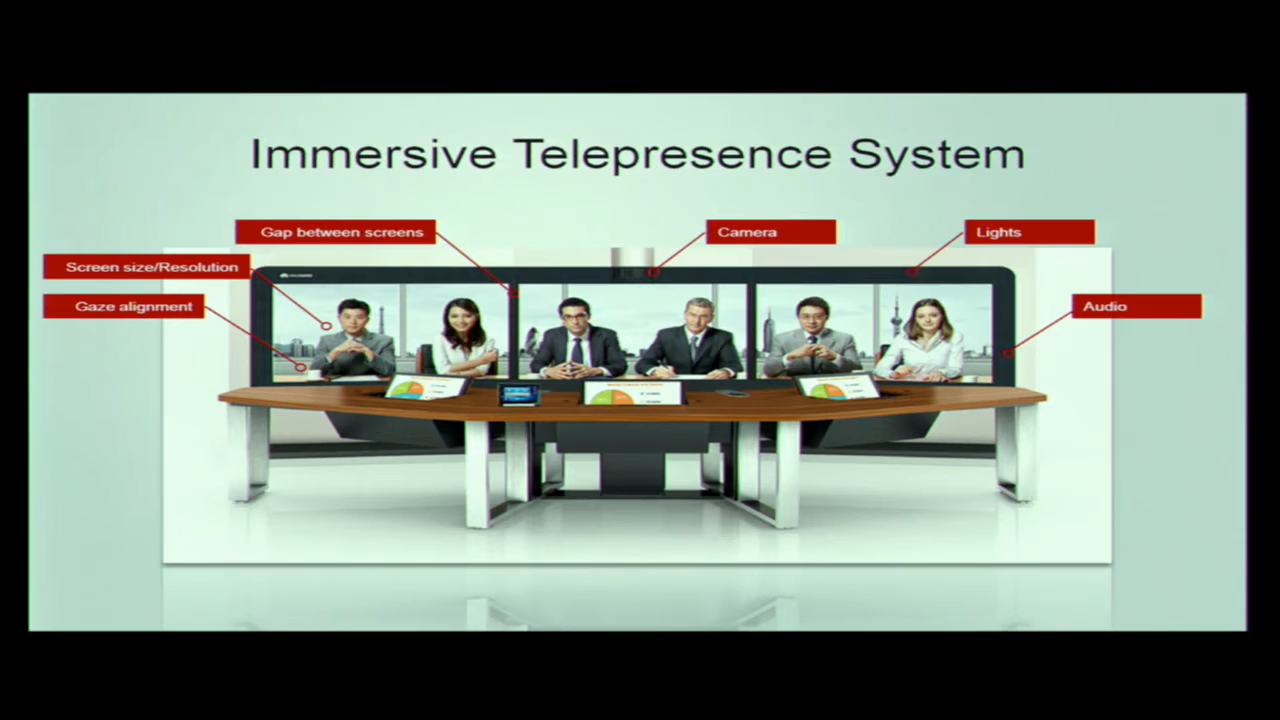 Immersive Telepresence System
Gap between screens
Camera
Lights
Screen size/Resolution
Gaze alignment
Audio